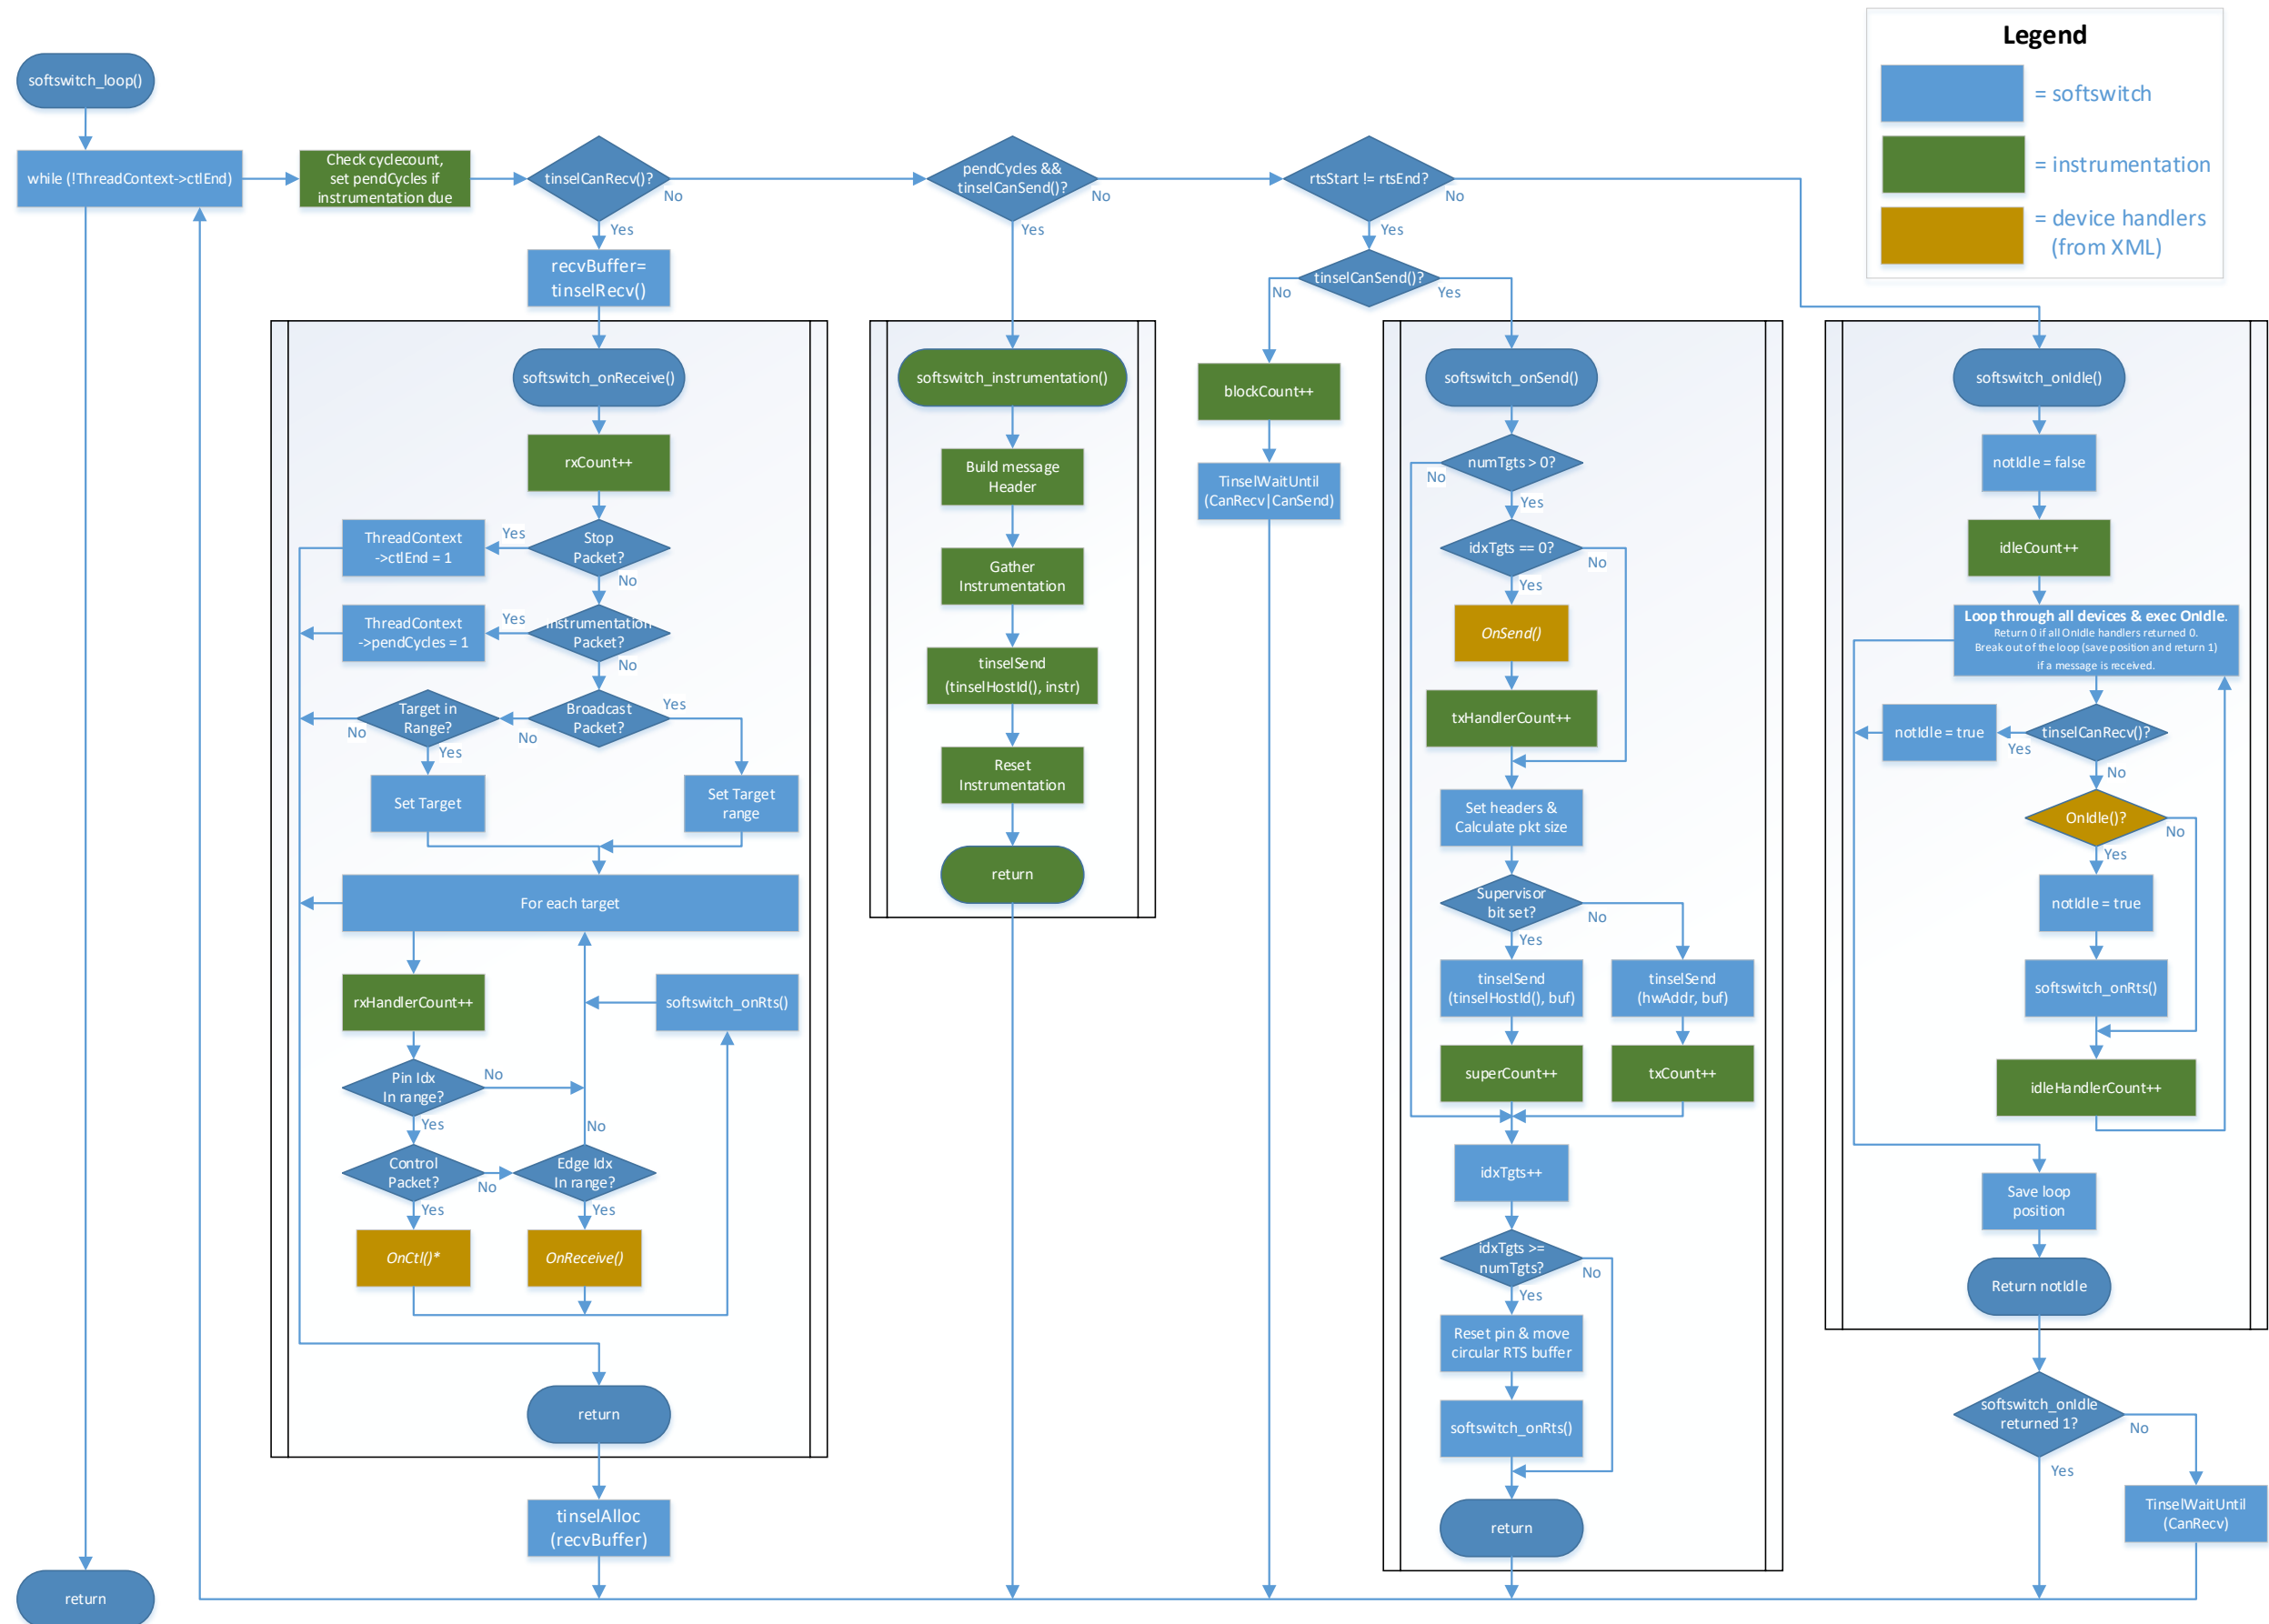 Legend
= softswitch
= instrumentation
= device handlers
(from XML)
softswitch_loop()
while (!ThreadContext->ctlEnd)
return
Check cyclecount,
set pendCycles if
instrumentation due
tinselCanRecv()?
No
Yes
recvBuffer=
tinselRecv()
softswitch_onReceive()
rxCount++
Stop
Packet?
Yes
No
ThreadContext
->ctlEnd = 1
Instrumentation
Packet?
Yes
No
ThreadContext
->pendCycles = 1
Broadcast
Packet?
Yes
No
Target in
Range?
No
Yes
Set Target
Set Target
range
For each target
rxHandlerCount++
softswitch_onRts()
Pin Idx
In range?
No
Yes
Control
Packet?
No
Yes
Edge Idx
In range?
No
Yes
OnCtl()*
OnReceive()
return
tinselAlloc
(recvBuffer)
pendCycles &&
tinselCanSend()?
No
Yes
softswitch_instrumentation()
Build message
Header
Gather
Instrumentation
tinselSend
(tinselHostId(), instr)
Reset
Instrumentation
return
rtsStart != rtsEnd?
No
Yes
tinselCanSend()?
No
Yes
blockCount++
TinselWaitUntil
(CanRecv|CanSend)
softswitch_onSend()
numTgts > 0?
No
Yes
idxTgts == 0?
No
Yes
OnSend()
txHandlerCount++
Set headers &
Calculate pkt size
Supervisor
bit set?
No
Yes
tinselSend
(tinselHostId(), buf)
tinselSend
(hwAddr, buf)
superCount++
txCount++
idxTgts++
idxTgts >=
numTgts?
No
Yes
Reset pin & move
circular RTS buffer
softswitch_onRts()
return
softswitch_onIdle()
notIdle = false
idleCount++
Loop through all devices & exec OnIdle.
Return 0 if all OnIdle handlers returned 0.
Break out of the loop (save position and return 1)
if a message is received.
tinselCanRecv()?
Yes
No
notIdle = true
OnIdle()?
No
Yes
notIdle = true
softswitch_onRts()
idleHandlerCount++
Save loop
position
Return notIdle
softswitch_onIdle
returned 1?
No
Yes
TinselWaitUntil
(CanRecv)